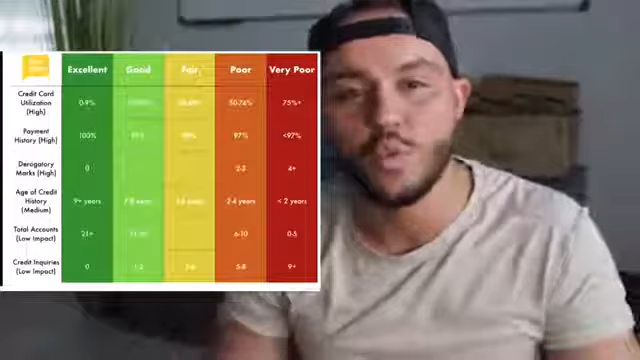 Excellent Good Fair Poor Very Poor
Credit Card
Utilization
(High)
0-9% 50-74% 75%+
Payment
History (High)
100% 97% <97%
Derogatory
Marks (High)
0 2-3 4+
Age of Credit
History
(Medium)
9+ years 2-4 years < 2 years
Total Accounts
(Low Impact)
21+ 6-10 0-5
Credit Inquiries
(Low Impact)
0 1-2 5-8 9+